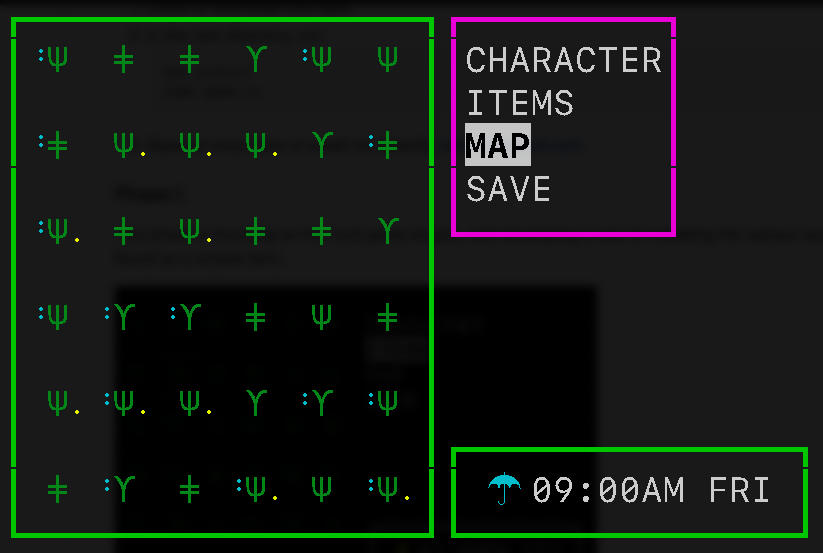 :Ψ ǂ ǂ ϒ :Ψ Ψ
:ǂ Ψ. Ψ. Ψ. ϒ :ǂ
:Ψ. ǂ Ψ. ǂ ǂ ϒ
:Ψ :ϒ :ϒ ǂ Ψ ǂ
Ψ. :Ψ. Ψ. ϒ :ϒ :Ψ
ǂ :ϒ ǂ :Ψ. Ψ :Ψ.
CHARACTER
ITEMS
MAP
SAVE
☂ 09:00AM FRI